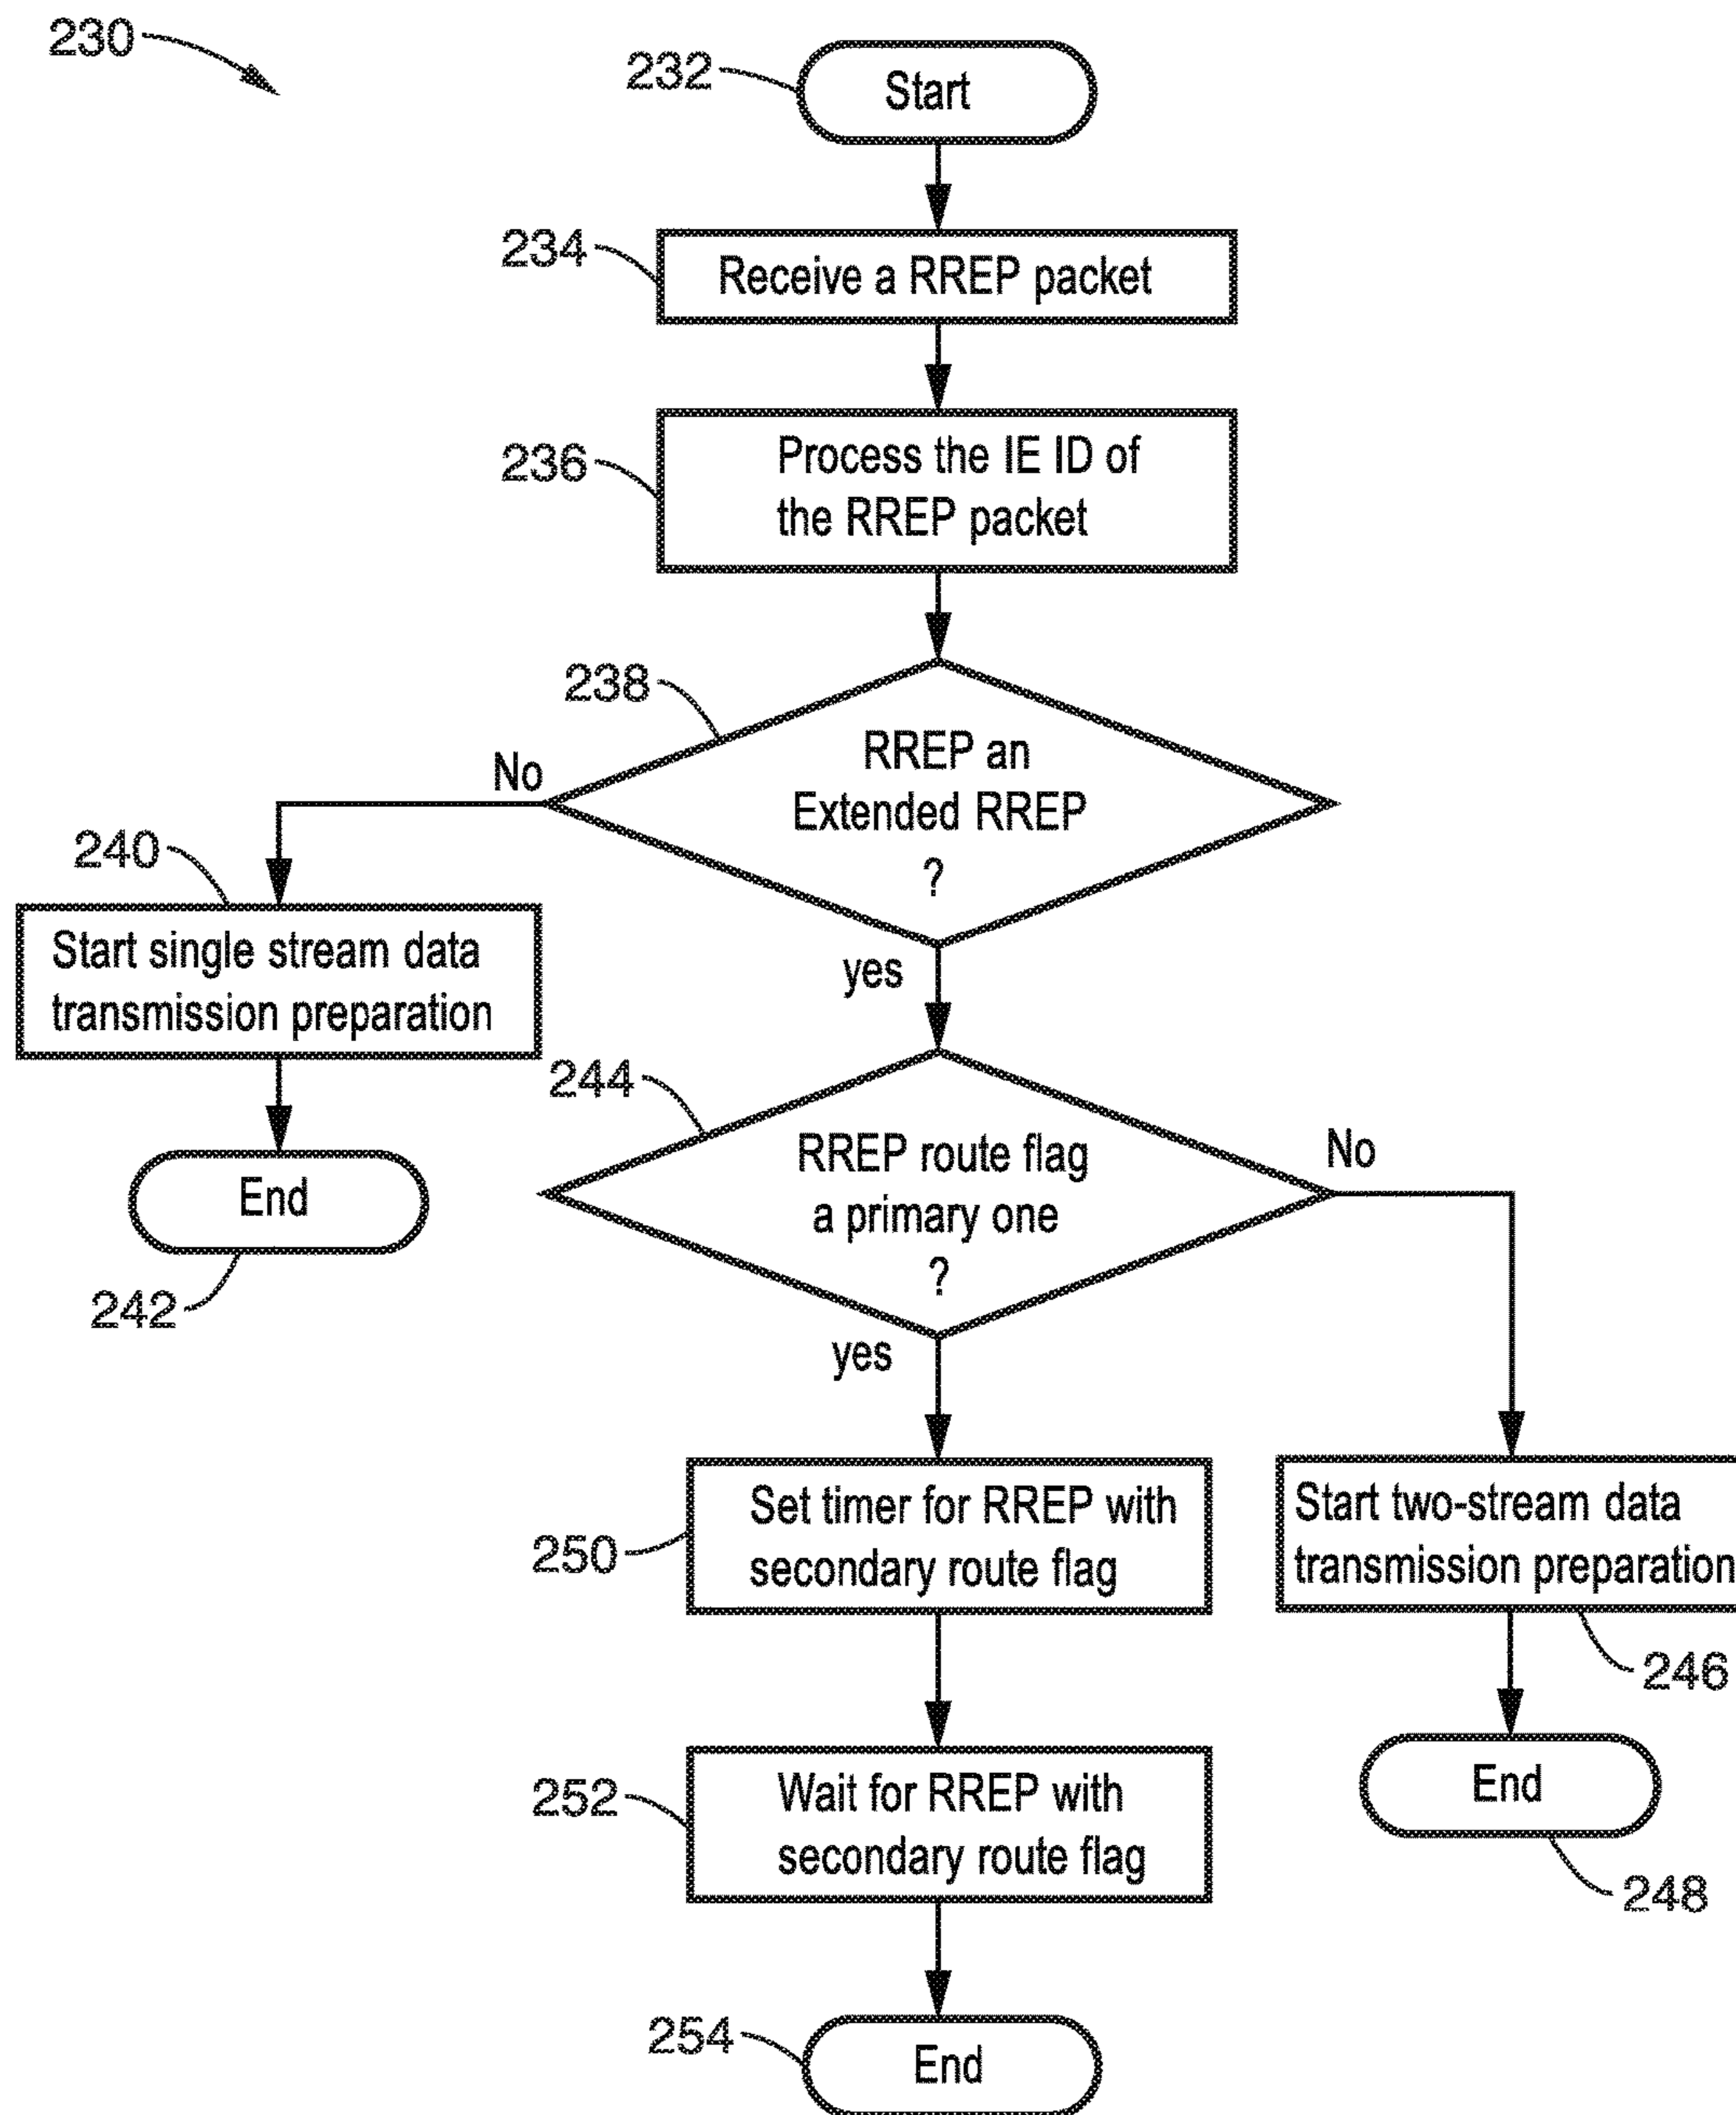 230
232
Start
234
Receive a RREP packet
236
Process the IE ID of
the RREP packet
238
RREP an
Extended RREP
?
No
yes
240
Start single stream data
transmission preparation
End
242
244
RREP route flag
a primary one
?
No
yes
250
Set timer for RREP with
secondary route flag
Start two-stream data
transmission preparation
246
252
Wait for RREP with
secondary route flag
End
248
254
End